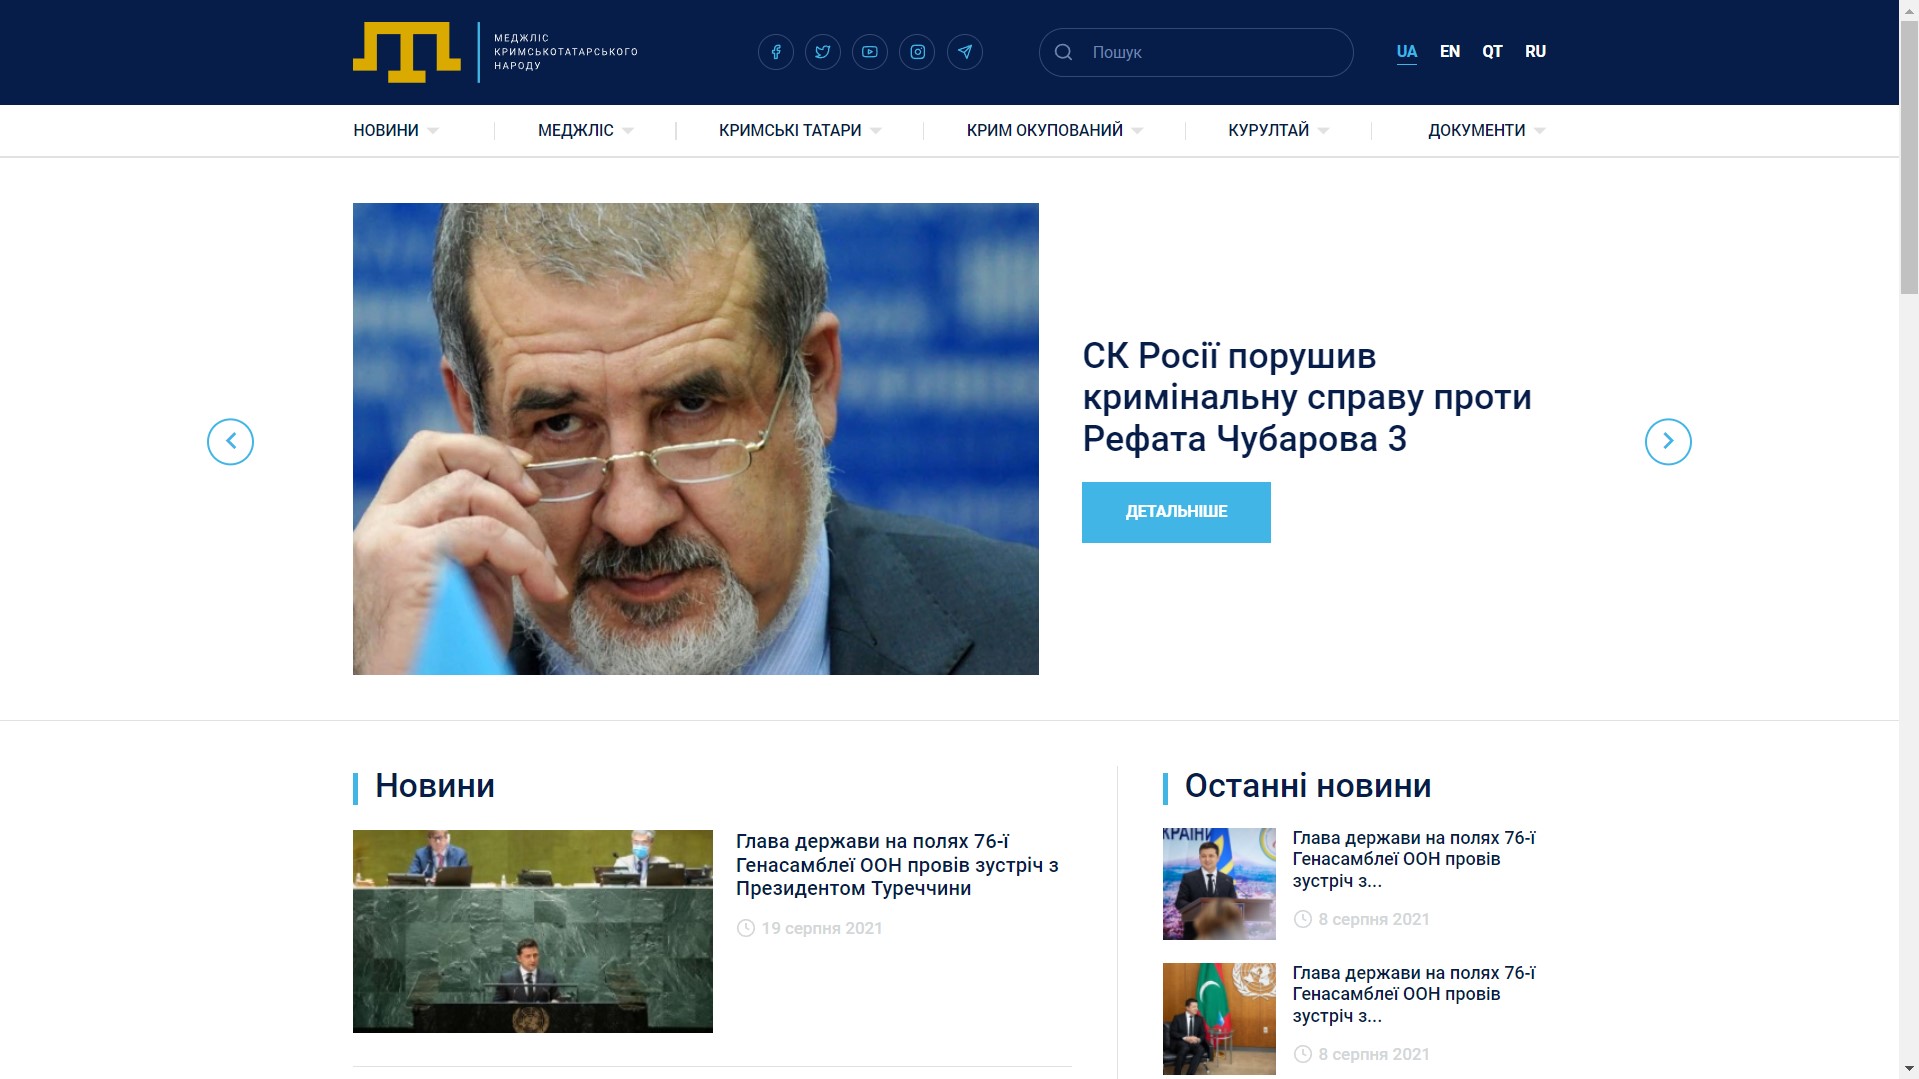 МЕДЖЛІС
КРИМСЬКОТАТАРСЬКОГО
НАРОДУ
Пошук
UA EN QT RU
НОВИНИ МЕДЖЛІС КРИМСЬКІ ТАТАРИ КРИМ ОКУПОВАНИЙ КУРУЛТАЙ ДОКУМЕНТИ
СК Росії порушив
кримінальну справу проти
Рефата Чубарова 3
ДЕТАЛЬНІШЕ
Новини
Глава держави на полях 76-ї
Генасамблеї ООН провів зустріч з
Президентом Туреччини
19 серпня 2021
Останні новини
Глава держави на полях 76-ї
Генасамблеї ООН провів
зустріч з...
8 серпня 2021
Глава держави на полях 76-ї
Генасамблеї ООН провів
зустріч з...
8 серпня 2021